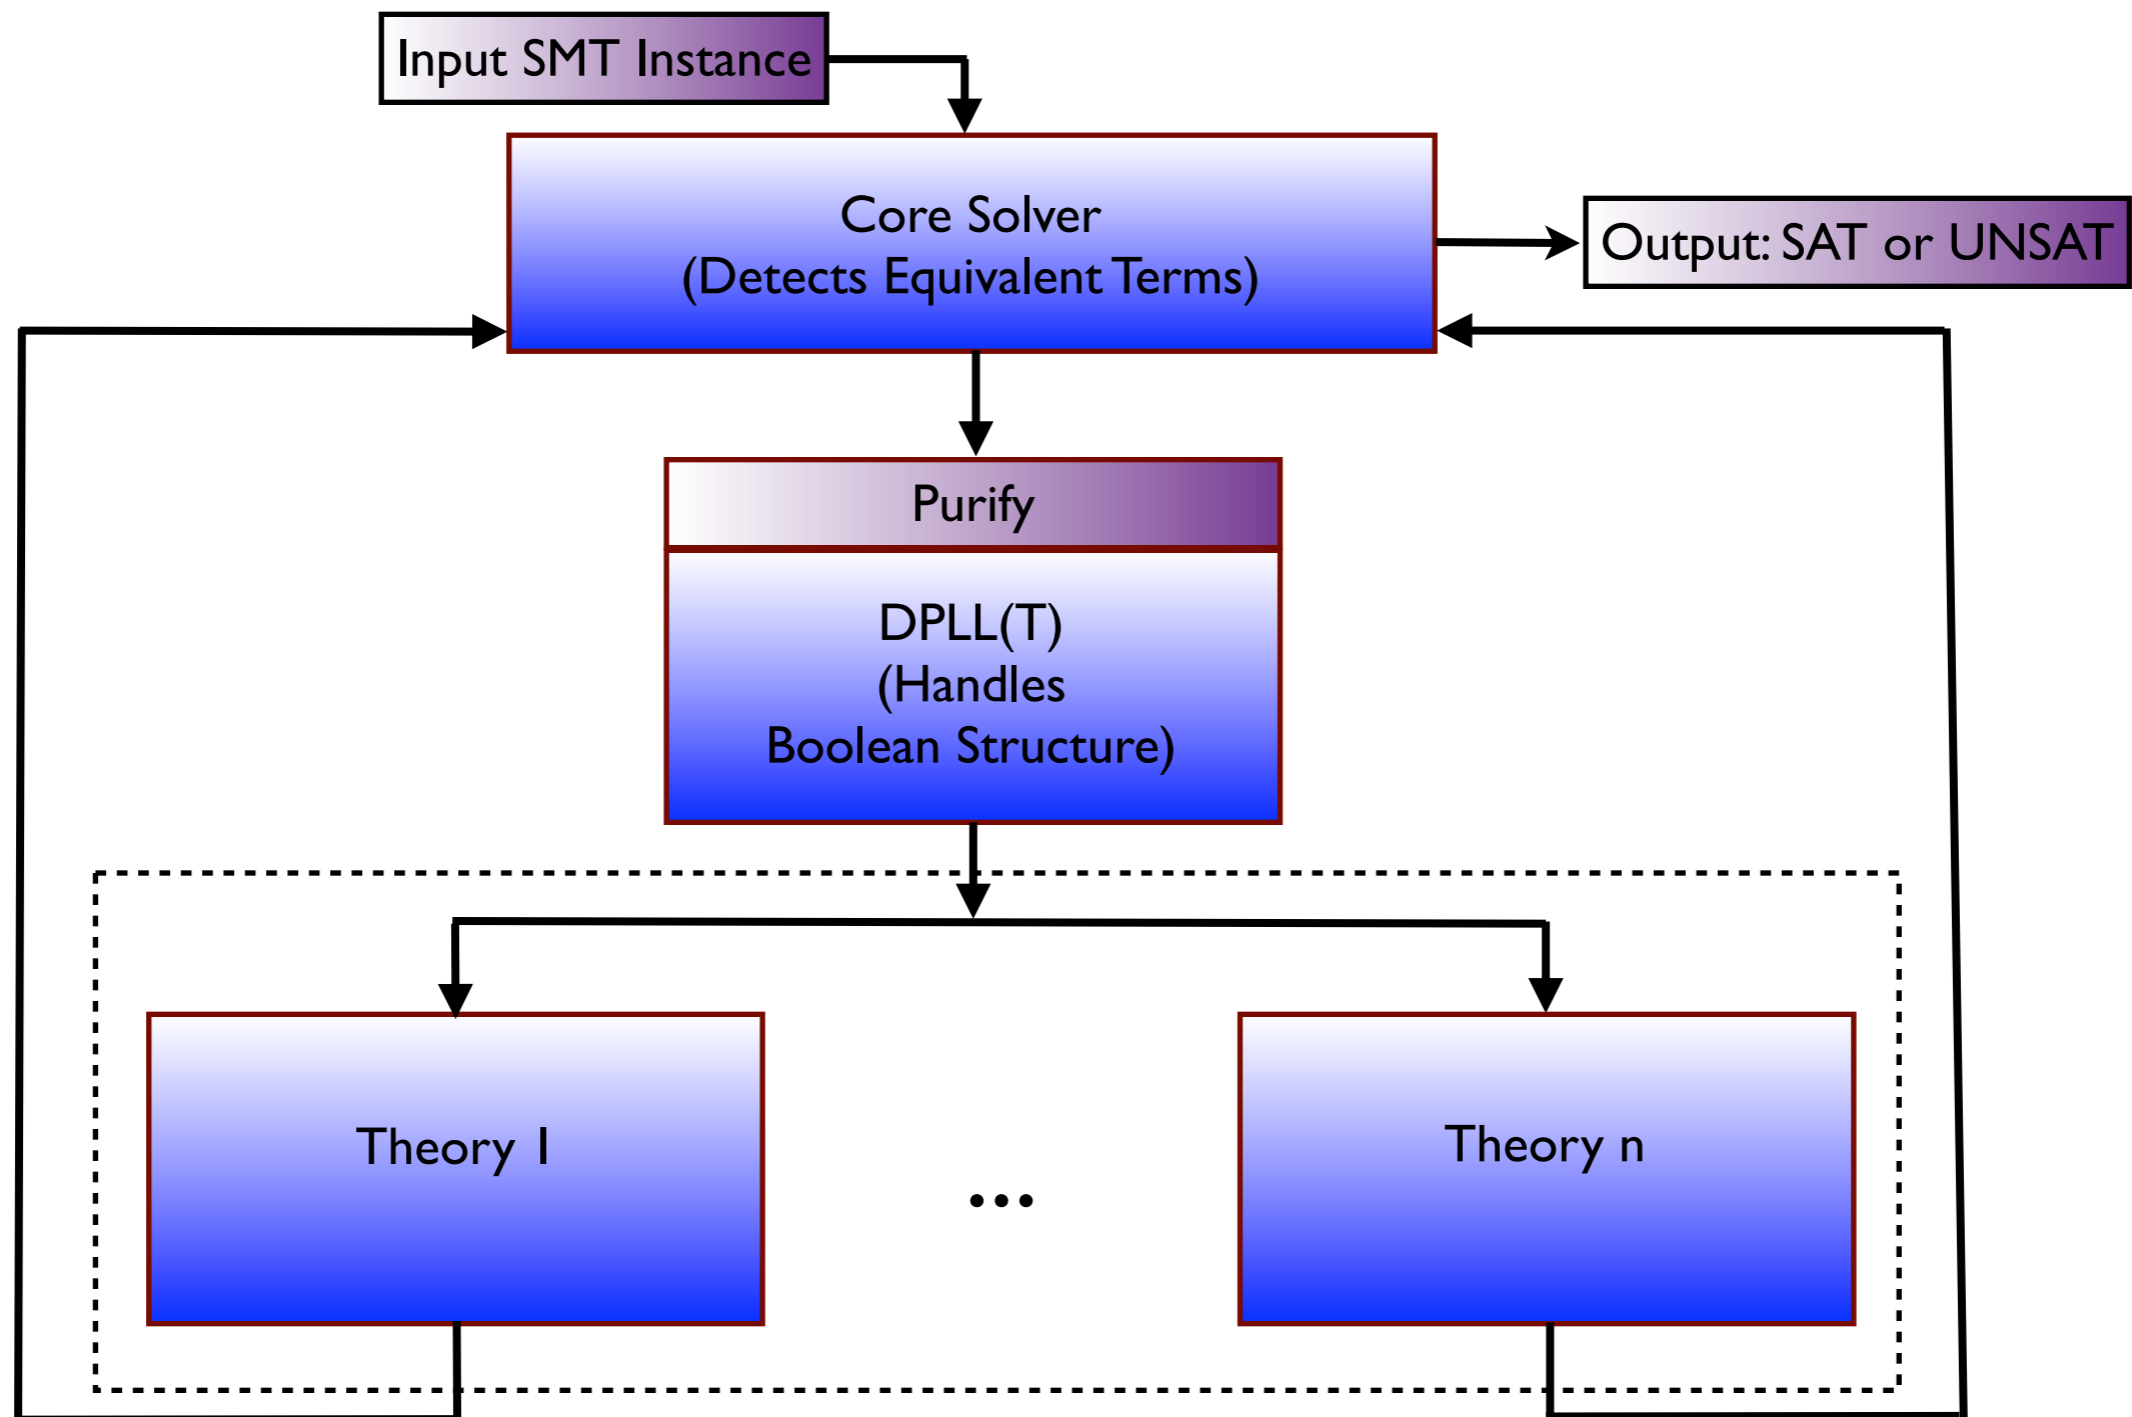 Input SMT Instance
Core Solver
(Detects Equivalent Terms)
Output: SAT or UNSAT
Purify
DPLL(T)
(Handles
Boolean Structure)
Theory 1
...
Theory n